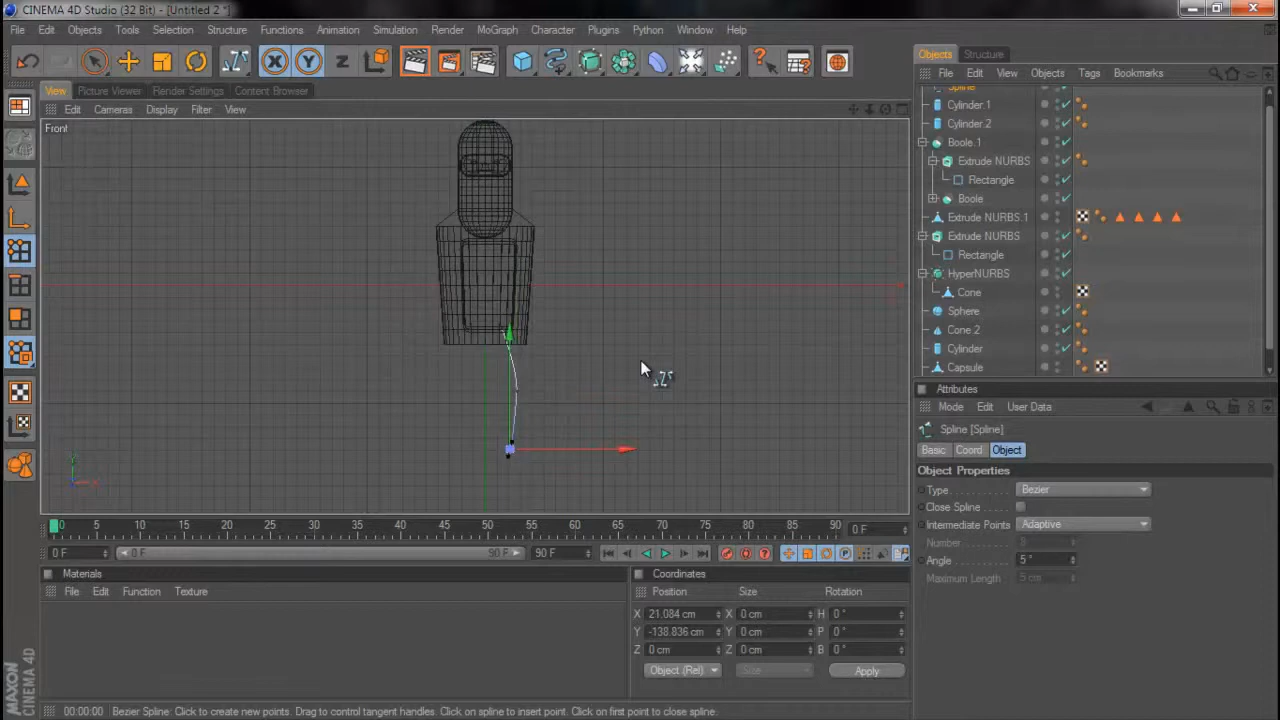 CINEMA 4D Studio (32 Bit) - [Untitled 2 *]
File Edit Objects Tools Selection Structure Functions Animation Simulation Render MoGraph Character Plugins Python Window Help
X Y Z
Objects Structure
File Edit View Objects Tags Bookmarks
View Picture Viewer Render Settings Content Browser
Edit Cameras Display Filter View
Front
Spline
Cylinder.1
Cylinder.2
Boole.1
Extrude NURBS
Rectangle
Boole
Extrude NURBS.1
Extrude NURBS
Rectangle
HyperNURBS
Cone
Sphere
Cone.2
Cylinder
Capsule
Attributes
Mode Edit User Data
Spline [Spline]
Basic Coord Object
Object Properties
Type Bezier
Close Spline
Intermediate Points Adaptive
Number 8
Angle 5 °
Maximum Length 5 cm
0 5 10 15 20 25 30 35 40 45 50 55 60 65 70 75 80 85 90 0 F
0 F 0 F 90 F 90 F
Materials
File Edit Function Texture
Coordinates
Position Size Rotation
X 21.084 cm X 0 cm H 0 °
Y -138.836 cm Y 0 cm P 0 °
Z 0 cm Z 0 cm B 0 °
Object (Rel) Size Apply
MAXON CINEMA 4D
00:00:00 Bezier Spline: Click to create new points. Drag to control tangent handles. Click on spline to insert point. Click on first point to close spline.